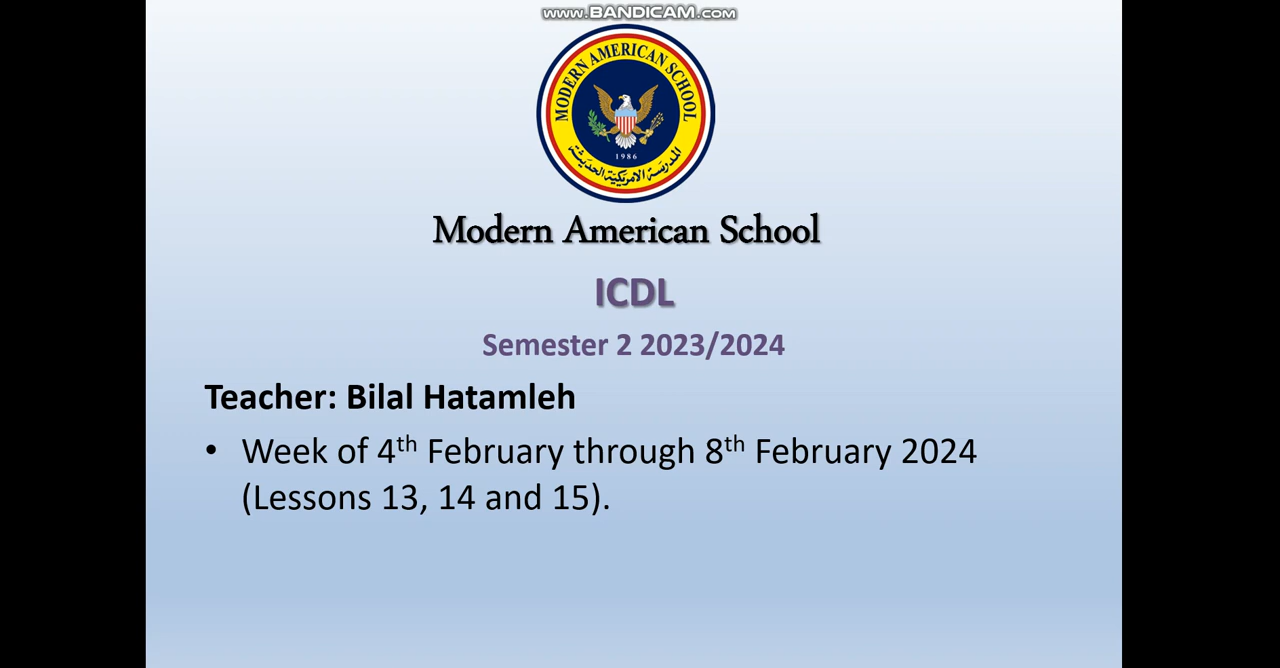 www.BANDICAM.com
MODERN AMERICAN SCHOOL
1986
المدرسة الامريكية الحديثة
Modern American School
ICDL
Semester 2 2023/2024
Teacher: Bilal Hatamleh
• Week of 4th February through 8th February 2024
(Lessons 13, 14 and 15).